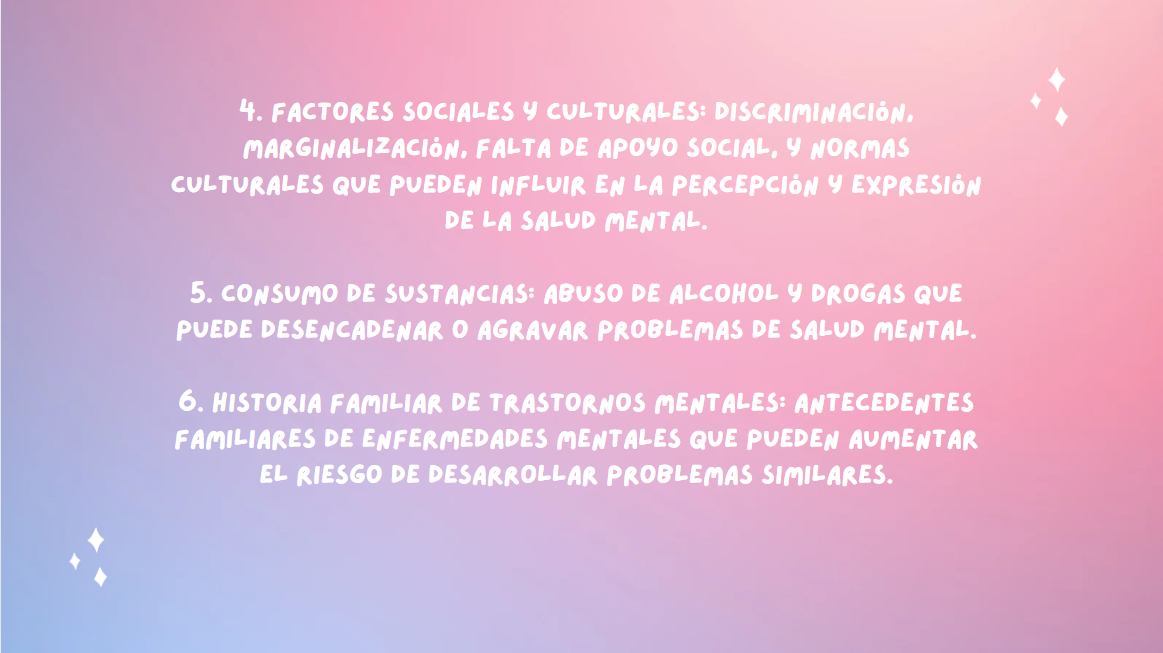 4. FACTORES SOCIALES Y CULTURALES: DISCRIMINACIÓN,
MARGINALIZACIÓN, FALTA DE APOYO SOCIAL, Y NORMAS
CULTURALES QUE PUEDEN INFLUIR EN LA PERCEPCIÓN Y EXPRESIÓN
DE LA SALUD MENTAL.
5. CONSUMO DE SUSTANCIAS: ABUSO DE ALCOHOL Y DROGAS QUE
PUEDE DESENCADENAR O AGRAVAR PROBLEMAS DE SALUD MENTAL.
6. HISTORIA FAMILIAR DE TRASTORNOS MENTALES: ANTECEDENTES
FAMILIARES DE ENFERMEDADES MENTALES QUE PUEDEN AUMENTAR
EL RIESGO DE DESARROLLAR PROBLEMAS SIMILARES.